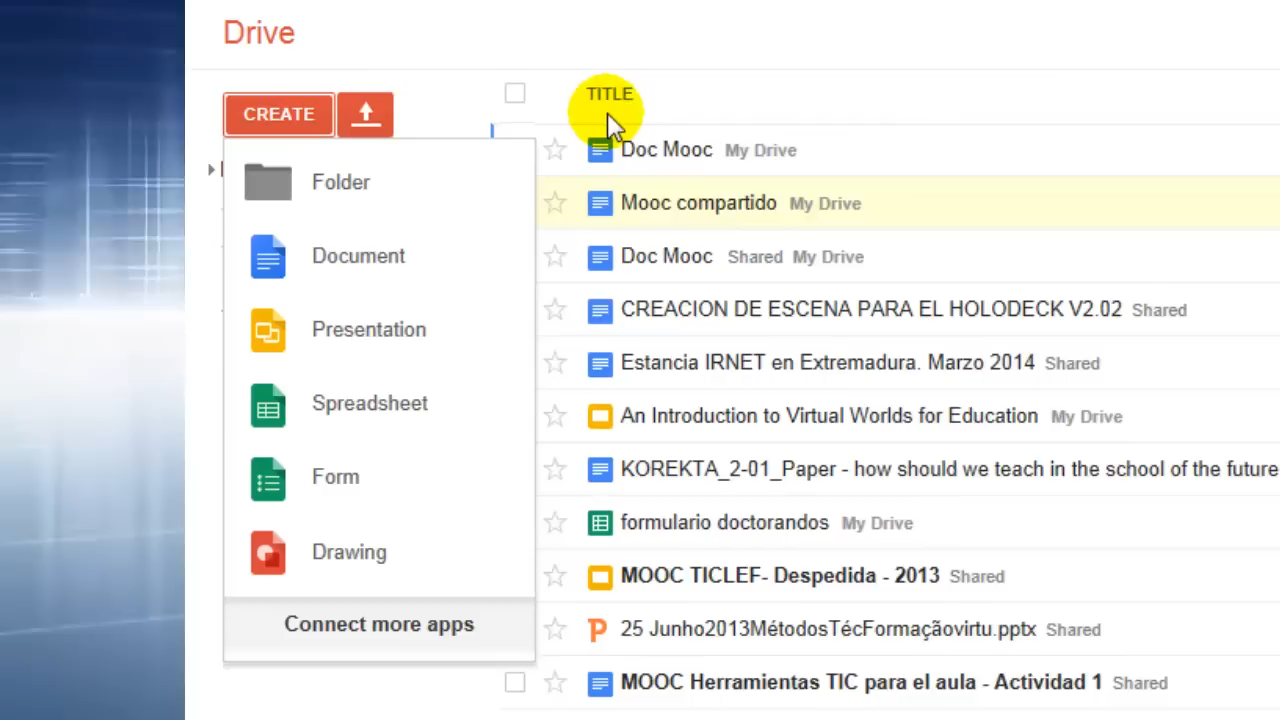 Drive
CREATE
TITLE
Folder
Document
Presentation
Spreadsheet
Form
Drawing
Connect more apps
Doc Mooc My Drive
Mooc compartido My Drive
Doc Mooc Shared My Drive
CREACION DE ESCENA PARA EL HOLODECK V2.02 Shared
Estancia IRNET en Extremadura. Marzo 2014 Shared
An Introduction to Virtual Worlds for Education My Drive
KOREKTA_2-01_Paper - how should we teach in the school of the future
formulario doctorandos My Drive
MOOC TICLEF- Despedida - 2013 Shared
25 Junho2013MétodosTécFormaçãovirtu.pptx Shared
MOOC Herramientas TIC para el aula - Actividad 1 Shared